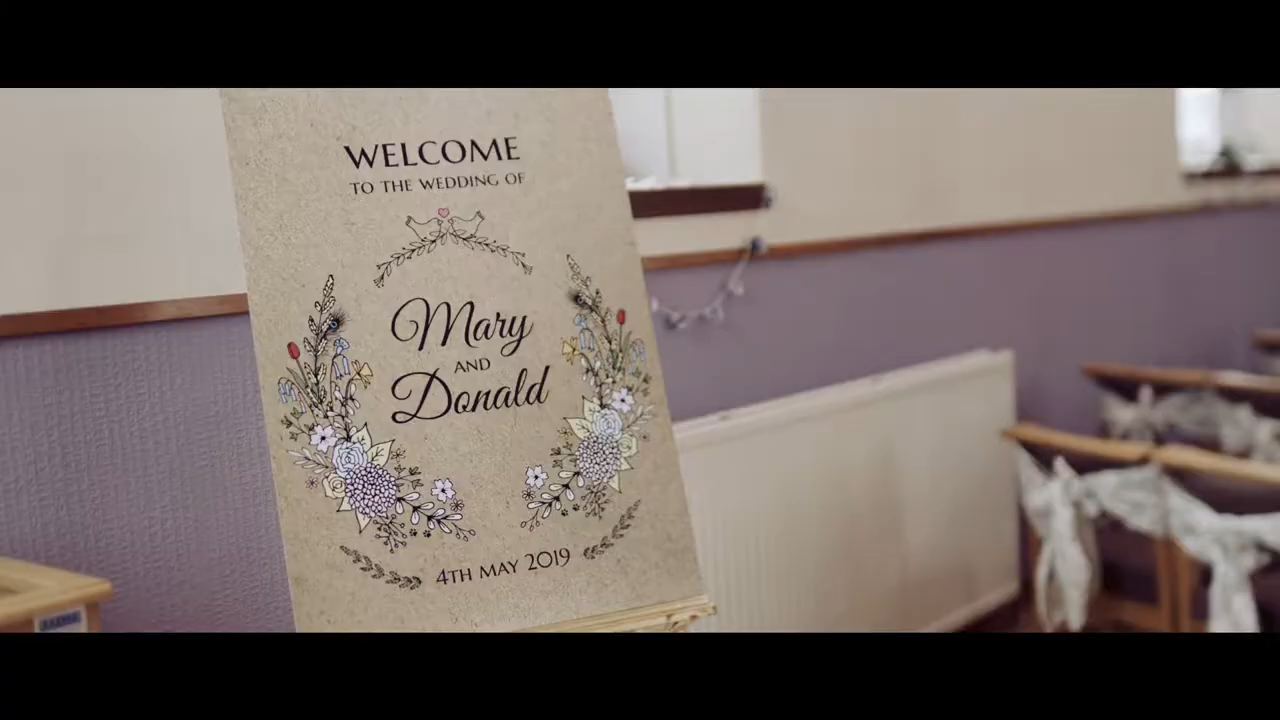 WELCOME
TO THE WEDDING OF
Mary
AND
Donald
4TH MAY 2019